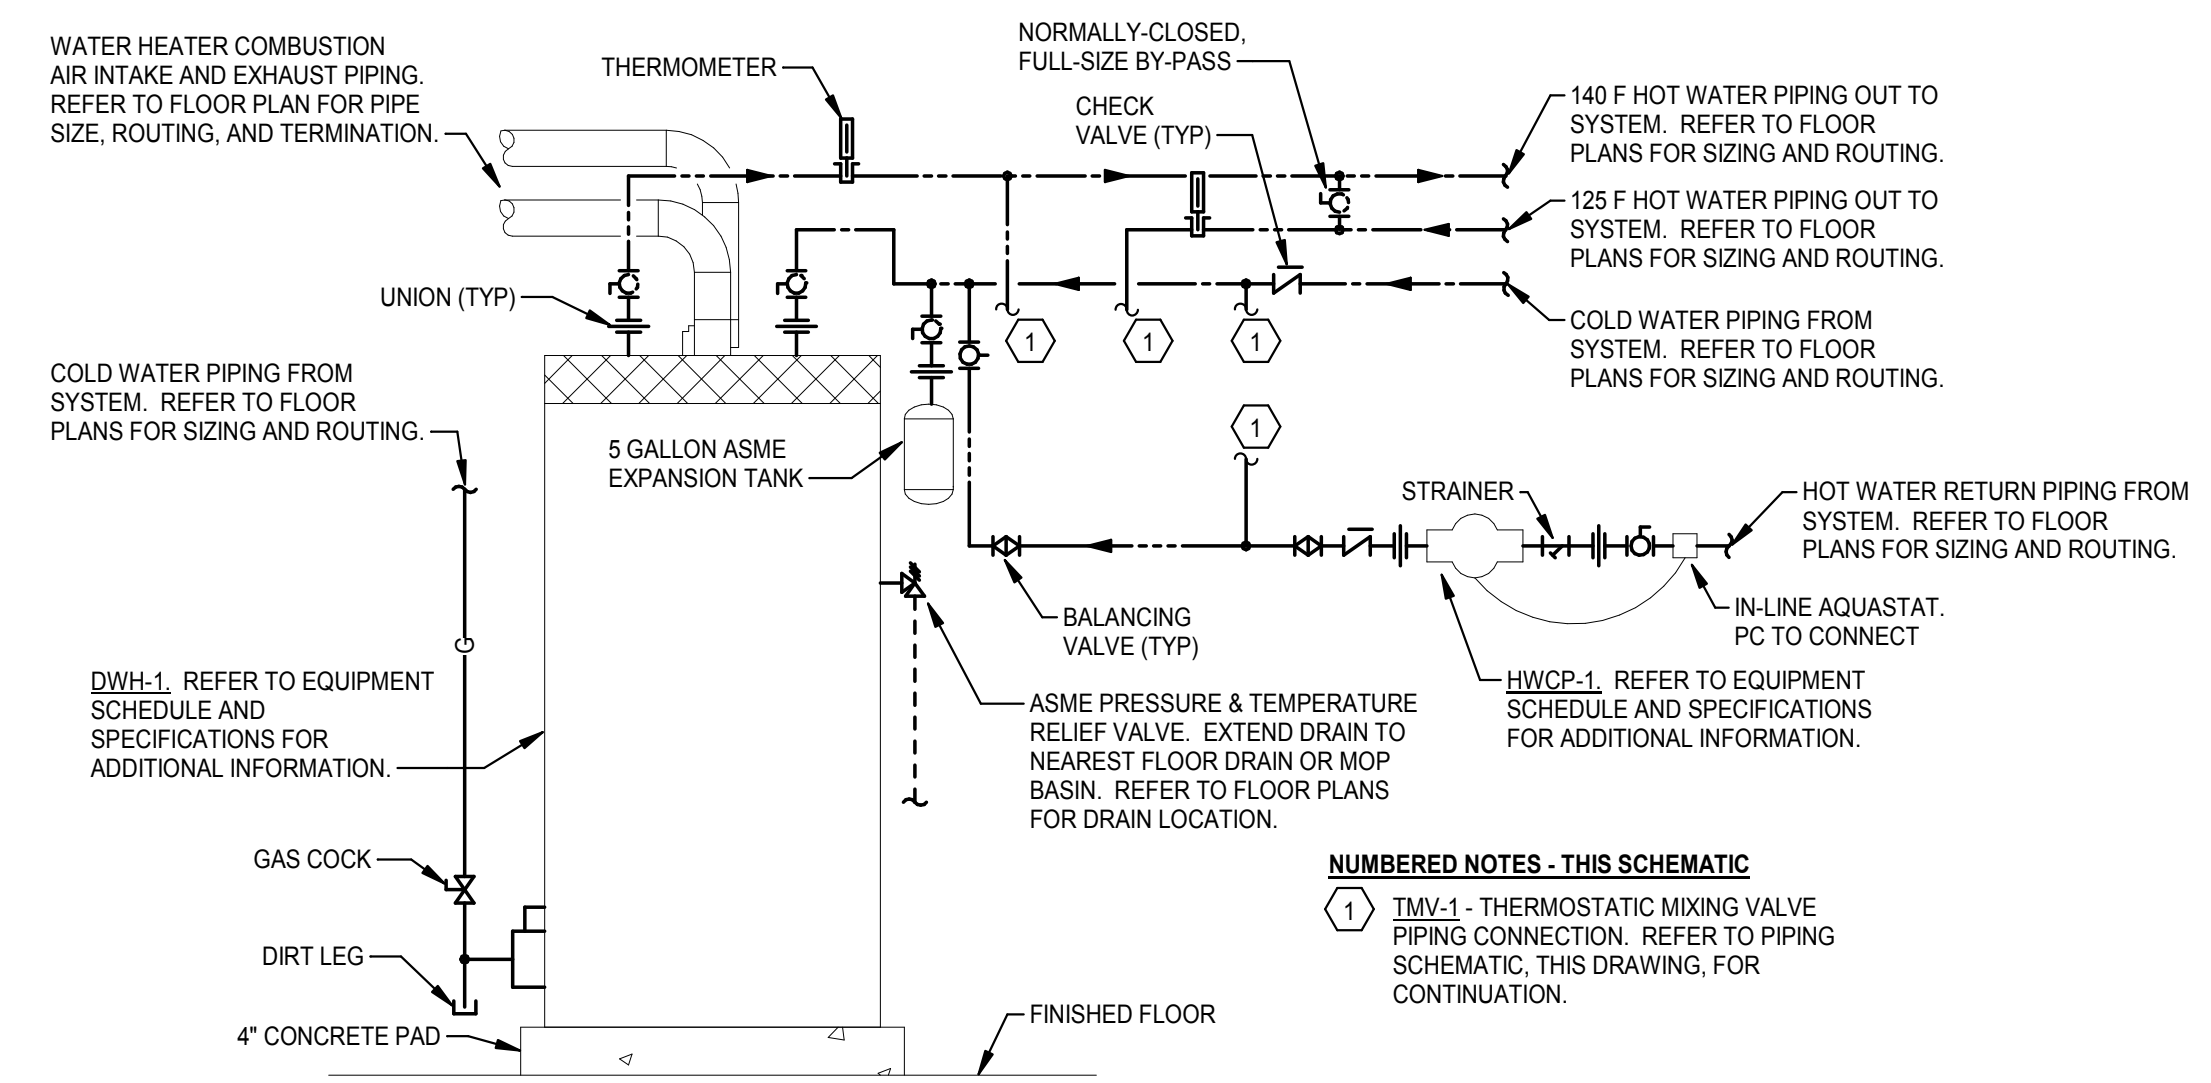 WATER HEATER COMBUSTION
AIR INTAKE AND EXHAUST PIPING.
REFER TO FLOOR PLAN FOR PIPE
SIZE, ROUTING, AND TERMINATION.
THERMOMETER
NORMALLY-CLOSED,
FULL-SIZE BY-PASS
CHECK
VALVE (TYP)
140 F HOT WATER PIPING OUT TO
SYSTEM. REFER TO FLOOR
PLANS FOR SIZING AND ROUTING.
125 F HOT WATER PIPING OUT TO
SYSTEM. REFER TO FLOOR
PLANS FOR SIZING AND ROUTING.
COLD WATER PIPING FROM
SYSTEM. REFER TO FLOOR
PLANS FOR SIZING AND ROUTING.
UNION (TYP)
1
1
1
COLD WATER PIPING FROM
SYSTEM. REFER TO FLOOR
PLANS FOR SIZING AND ROUTING.
5 GALLON ASME
EXPANSION TANK
1
STRAINER
HOT WATER RETURN PIPING FROM
SYSTEM. REFER TO FLOOR
PLANS FOR SIZING AND ROUTING.
BALANCING
VALVE (TYP)
IN-LINE AQUASTAT.
PC TO CONNECT
G
DWH-1. REFER TO EQUIPMENT
SCHEDULE AND
SPECIFICATIONS FOR
ADDITIONAL INFORMATION.
ASME PRESSURE & TEMPERATURE
RELIEF VALVE. EXTEND DRAIN TO
NEAREST FLOOR DRAIN OR MOP
BASIN. REFER TO FLOOR PLANS
FOR DRAIN LOCATION.
HWCP-1. REFER TO EQUIPMENT
SCHEDULE AND SPECIFICATIONS
FOR ADDITIONAL INFORMATION.
GAS COCK
DIRT LEG
4" CONCRETE PAD
FINISHED FLOOR
NUMBERED NOTES - THIS SCHEMATIC
1 TMV-1 - THERMOSTATIC MIXING VALVE
PIPING CONNECTION. REFER TO PIPING
SCHEMATIC, THIS DRAWING, FOR
CONTINUATION.